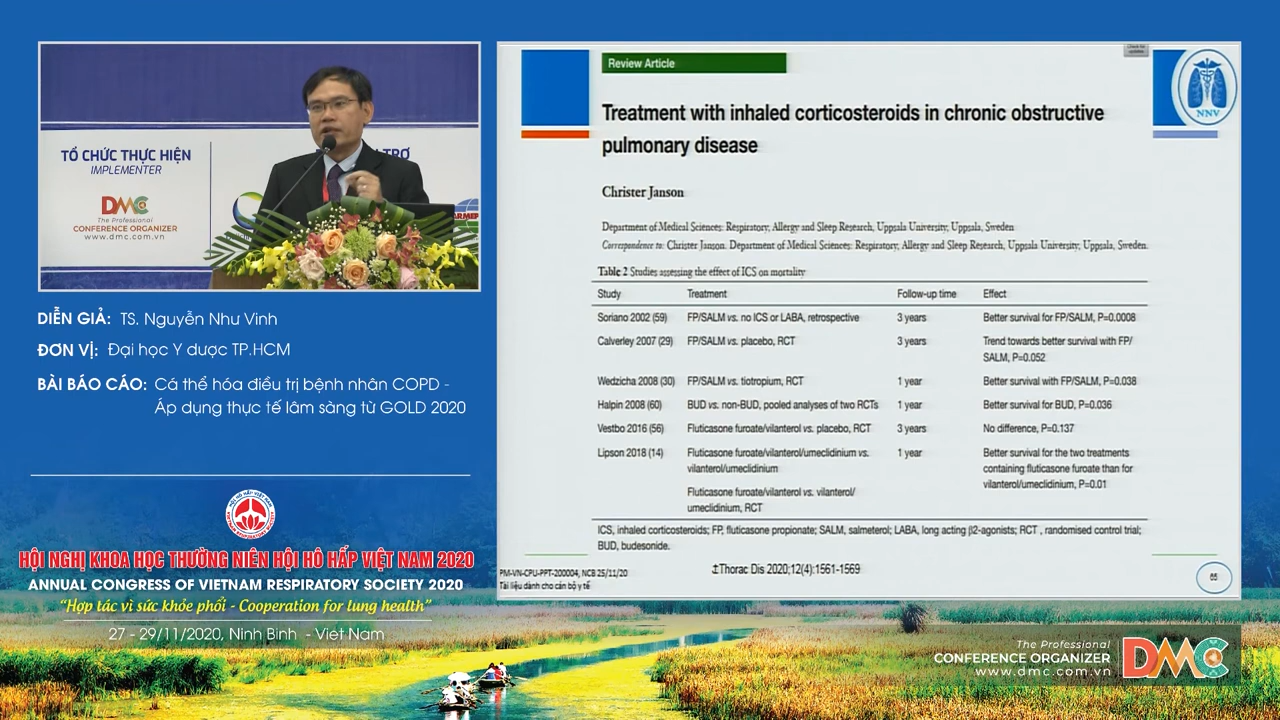 TỔ CHỨC THỰC HIỆN
IMPLEMENTER
DMC
The Professional
CONFERENCE ORGANIZER
www.dmc.com.vn
TRỢ
DIỄN GIẢ: TS. Nguyễn Như Vinh
ĐƠN VỊ: Đại học Y dược TP.HCM
BÀI BÁO CÁO: Cá thể hóa điều trị bệnh nhân COPD -
Áp dụng thực tế lâm sàng từ GOLD 2020
HỘI NGHỊ KHOA HỌC THƯỜNG NIÊN HỘI HÔ HẤP VIỆT NAM 2020
ANNUAL CONGRESS OF VIETNAM RESPIRATORY SOCIETY 2020
“Hợp tác vì sức khỏe phổi - Cooperation for lung health”
27 - 29/11/2020, Ninh Bình - Việt Nam
Check for
updates
Review Article
NNV
Treatment with inhaled corticosteroids in chronic obstructive
pulmonary disease
Christer Janson
Department of Medical Sciences: Respiratory, Allergy and Sleep Research, Uppsala University, Uppsala, Sweden
Correspondence to: Christer Janson. Department of Medical Sciences: Respiratory, Allergy and Sleep Research, Uppsala University, Uppsala, Sweden.
Table 2 Studies assessing the effect of ICS on mortality
Study Treatment Follow-up time Effect
Soriano 2002 (59) FP/SALM vs. no ICS or LABA, retrospective 3 years Better survival for FP/SALM, P=0.0008
Calverley 2007 (29) FP/SALM vs. placebo, RCT 3 years Trend towards better survival with FP/
SALM, P=0.052
Wedzicha 2008 (30) FP/SALM vs. tiotropium, RCT 1 year Better survival with FP/SALM, P=0.038
Halpin 2008 (60) BUD vs. non-BUD, pooled analyses of two RCTs 1 year Better survival for BUD, P=0.036
Vestbo 2016 (56) Fluticasone furoate/vilanterol vs. placebo, RCT 3 years No difference, P=0.137
Lipson 2018 (14) Fluticasone furoate/vilanterol/umeclidinium vs. 1 year Better survival for the two treatments
vilanterol/umeclidinium containing fluticasone furoate than for
vilanterol/umeclidinium, P=0.01
Fluticasone furoate/vilanterol vs. vilanterol/
umeclidinium, RCT
ICS, inhaled corticosteroids; FP, fluticasone propionate; SALM, salmeterol; LABA, long acting β2-agonists; RCT , randomised control trial;
BUD, budesonide.
PM-VN-CPU-PPT-200004, NCB 25/11/20
Tài liệu dành cho cán bộ y tế
Thorac Dis 2020;12(4):1561-1569
The Professional
CONFERENCE ORGANIZER
www.dmc.com.vn
DMC